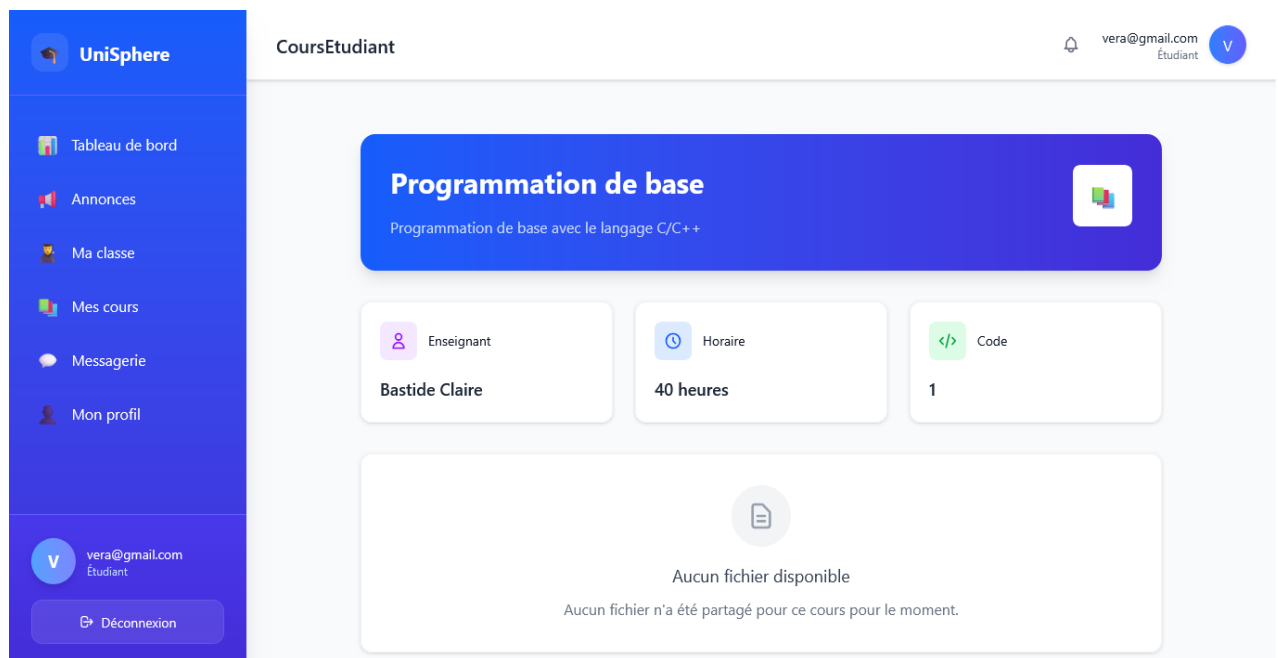 UniSphere
CoursEtudiant
vera@gmail.com
Étudiant
V
Tableau de bord
Annonces
Ma classe
Mes cours
Messagerie
Mon profil
V
vera@gmail.com
Étudiant
Déconnexion
Programmation de base
Programmation de base avec le langage C/C++
Enseignant
Bastide Claire
Horaire
40 heures
</> Code
1
Aucun fichier disponible
Aucun fichier n'a été partagé pour ce cours pour le moment.